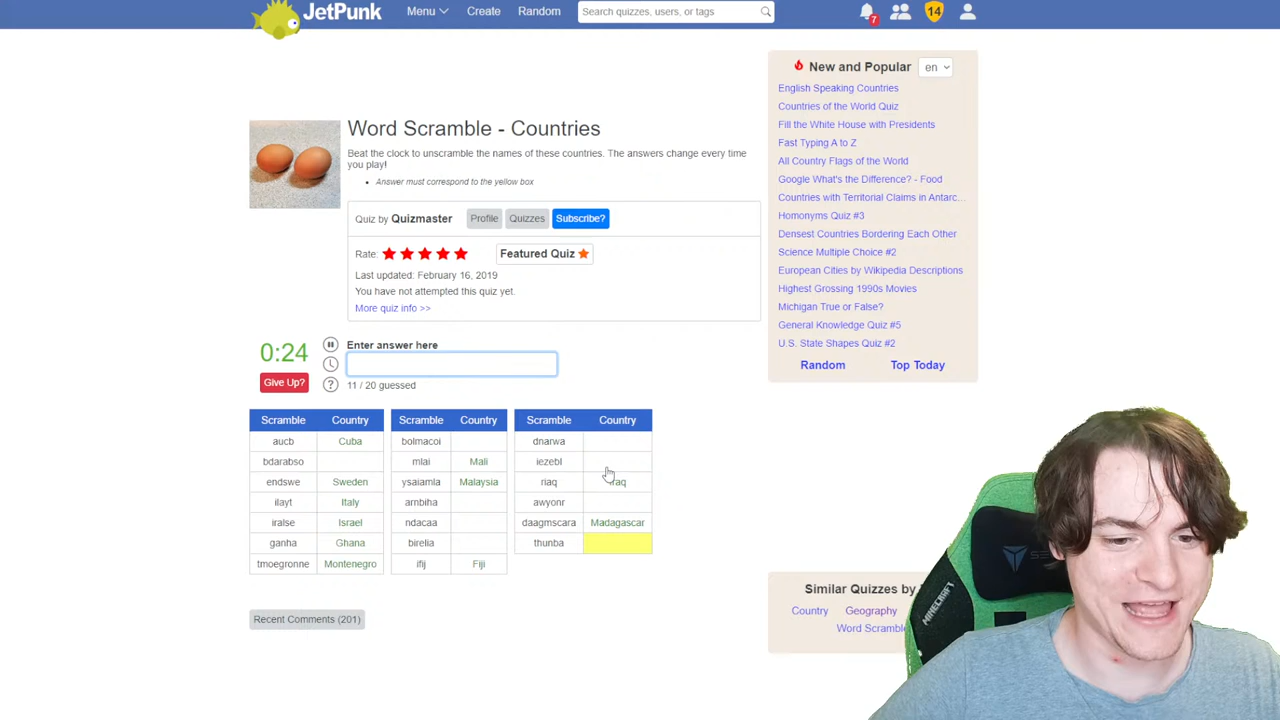 JetPunk Menu Create Random Search quizzes, users, or tags 7 14
Word Scramble - Countries
Beat the clock to unscramble the names of these countries. The answers change every time
you play!
Answer must correspond to the yellow box
Quiz by Quizmaster Profile Quizzes Subscribe?
Rate: Featured Quiz
Last updated: February 16, 2019
You have not attempted this quiz yet.
More quiz info >>
0:24 Enter answer here
Give Up? 11 / 20 guessed
Scramble Country Scramble Country Scramble Country
aucb Cuba bolmacoi dnarwa
bdarabso mlai Mali iezebl
endswe Sweden ysaiamla Malaysia riaq Iraq
ilayt Italy arnbiha awyonr
iralse Israel ndacaa daagmscara Madagascar
ganha Ghana birelia thunba
tmoegronne Montenegro ifij Fiji
Recent Comments (201)
New and Popular en
English Speaking Countries
Countries of the World Quiz
Fill the White House with Presidents
Fast Typing A to Z
All Country Flags of the World
Google What's the Difference? - Food
Countries with Territorial Claims in Antarc...
Homonyms Quiz #3
Densest Countries Bordering Each Other
Science Multiple Choice #2
European Cities by Wikipedia Descriptions
Highest Grossing 1990s Movies
Michigan True or False?
General Knowledge Quiz #5
U.S. State Shapes Quiz #2
Random Top Today
Similar Quizzes by
Country Geography
Word Scramble
MINECRAFT